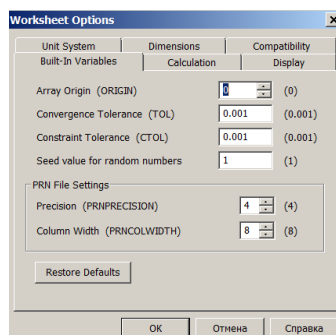 Worksheet Options
Unit System Dimensions Compatibility
Built-In Variables Calculation Display
Array Origin (ORIGIN) 0 (0)
Convergence Tolerance (TOL) 0.001 (0.001)
Constraint Tolerance (CTOL) 0.001 (0.001)
Seed value for random numbers 1 (1)
PRN File Settings
Precision (PRNPRECISION) 4 (4)
Column Width (PRNCOLWIDTH) 8 (8)
Restore Defaults
OK Отмена Справка